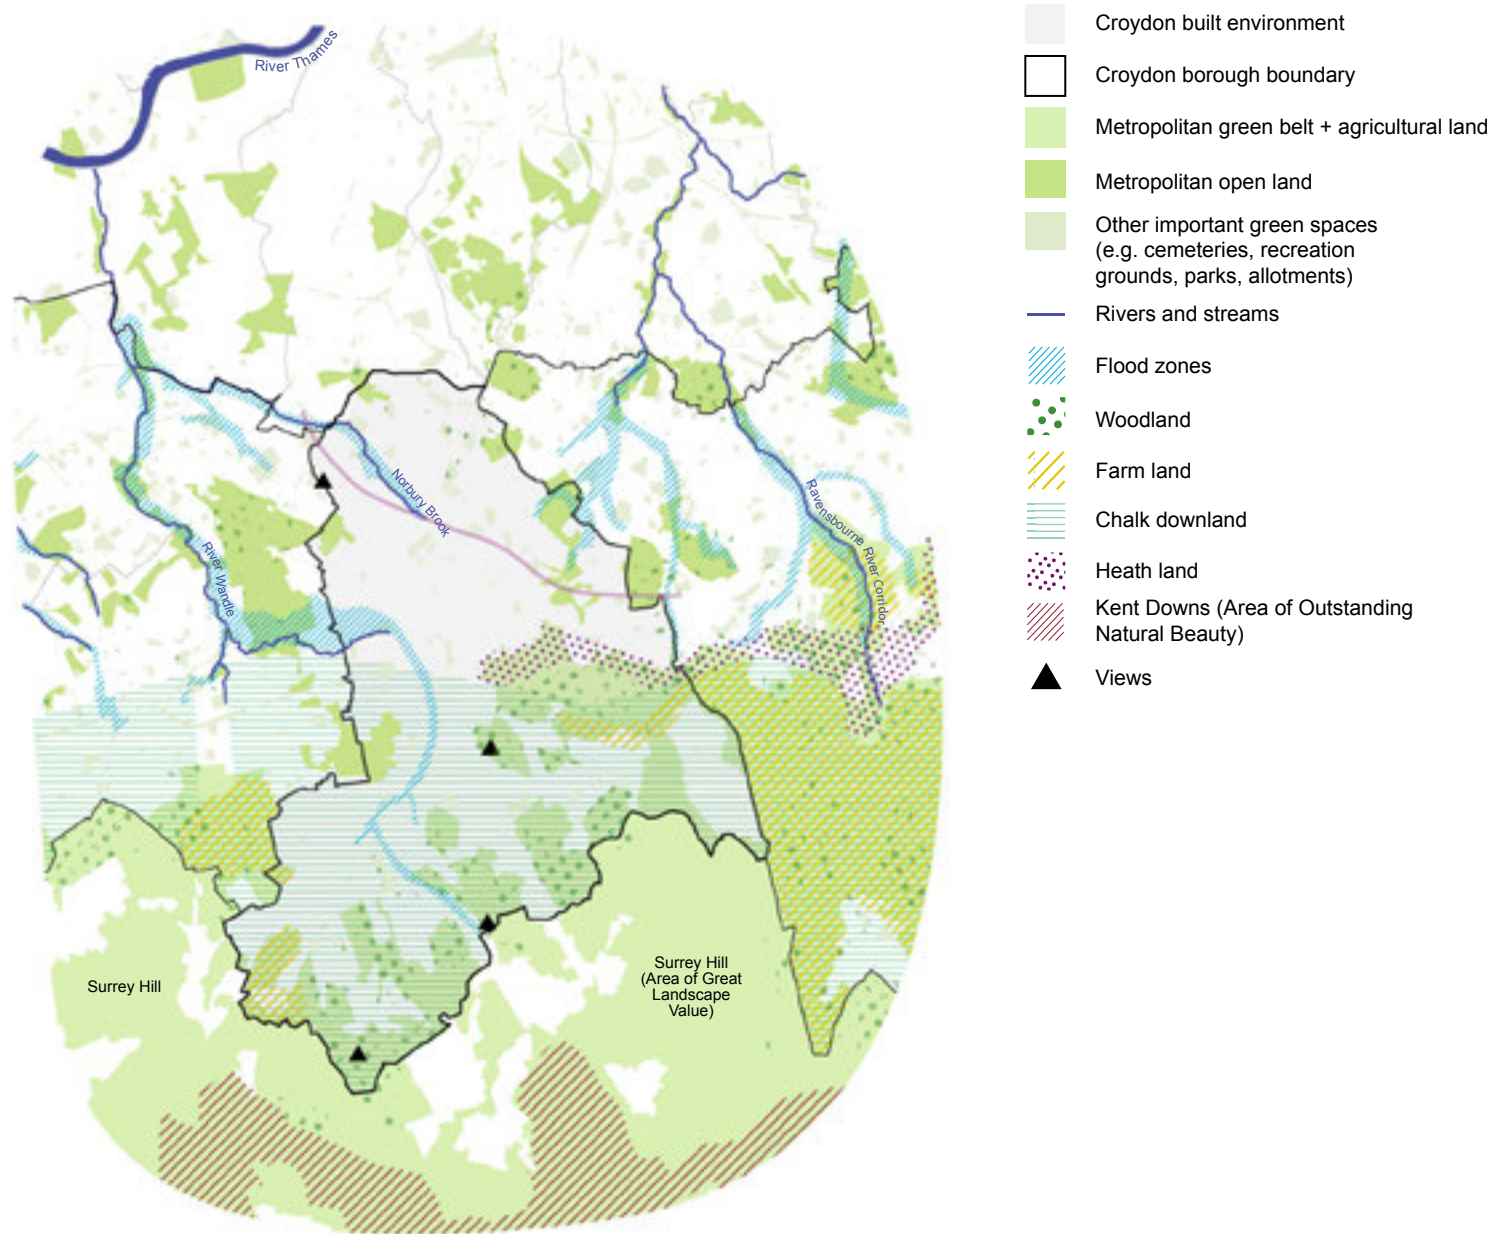 River Thames
Norbury Brook
River Wandle
Ravensbourne River Corridor
Surrey Hill
Surrey Hill
(Area of Great
Landscape
Value)
Croydon built environment
Croydon borough boundary
Metropolitan green belt + agricultural land
Metropolitan open land
Other important green spaces
(e.g. cemeteries, recreation
grounds, parks, allotments)
Rivers and streams
Flood zones
Woodland
Farm land
Chalk downland
Heath land
Kent Downs (Area of Outstanding
Natural Beauty)
Views